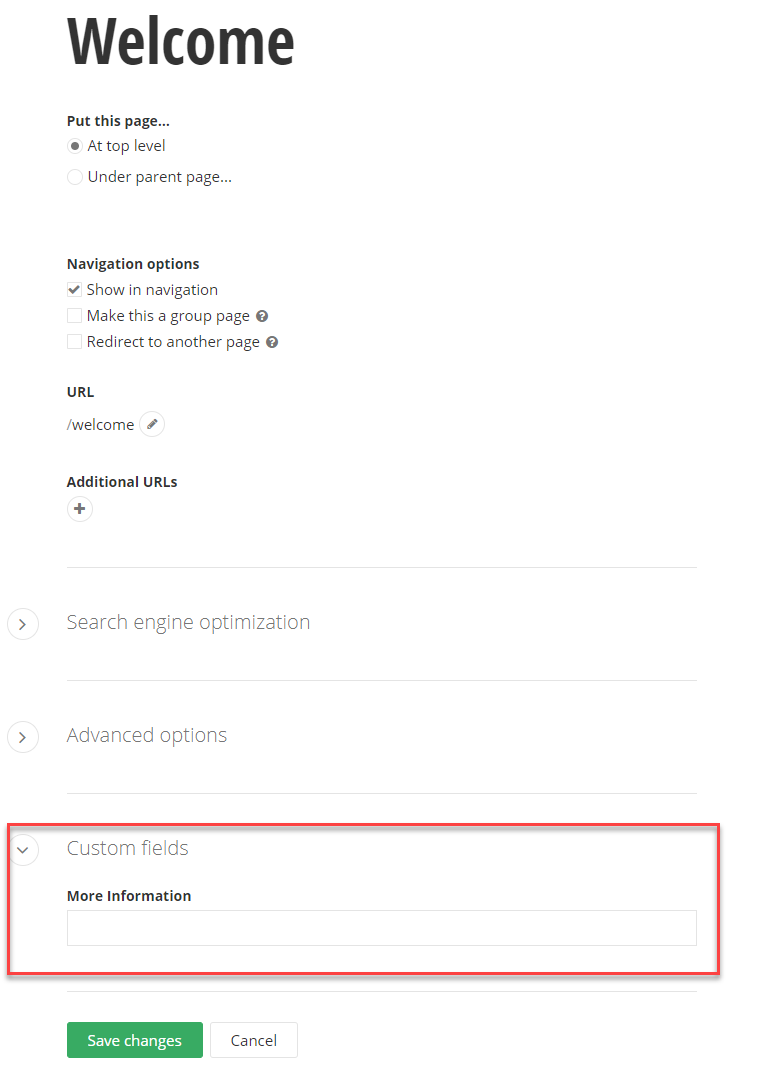 Welcome
Put this page...
At top level
Under parent page...
Navigation options
Show in navigation
Make this a group page
Redirect to another page
URL
/welcome
Additional URLs
Search engine optimization
Advanced options
Custom fields
More Information
Save changes Cancel